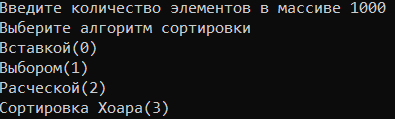 Введите количество элементов в массиве 1000
Выберите алгоритм сортировки
Вставкой(0)
Выбором(1)
Расческой(2)
Сортировка Хоара(3)